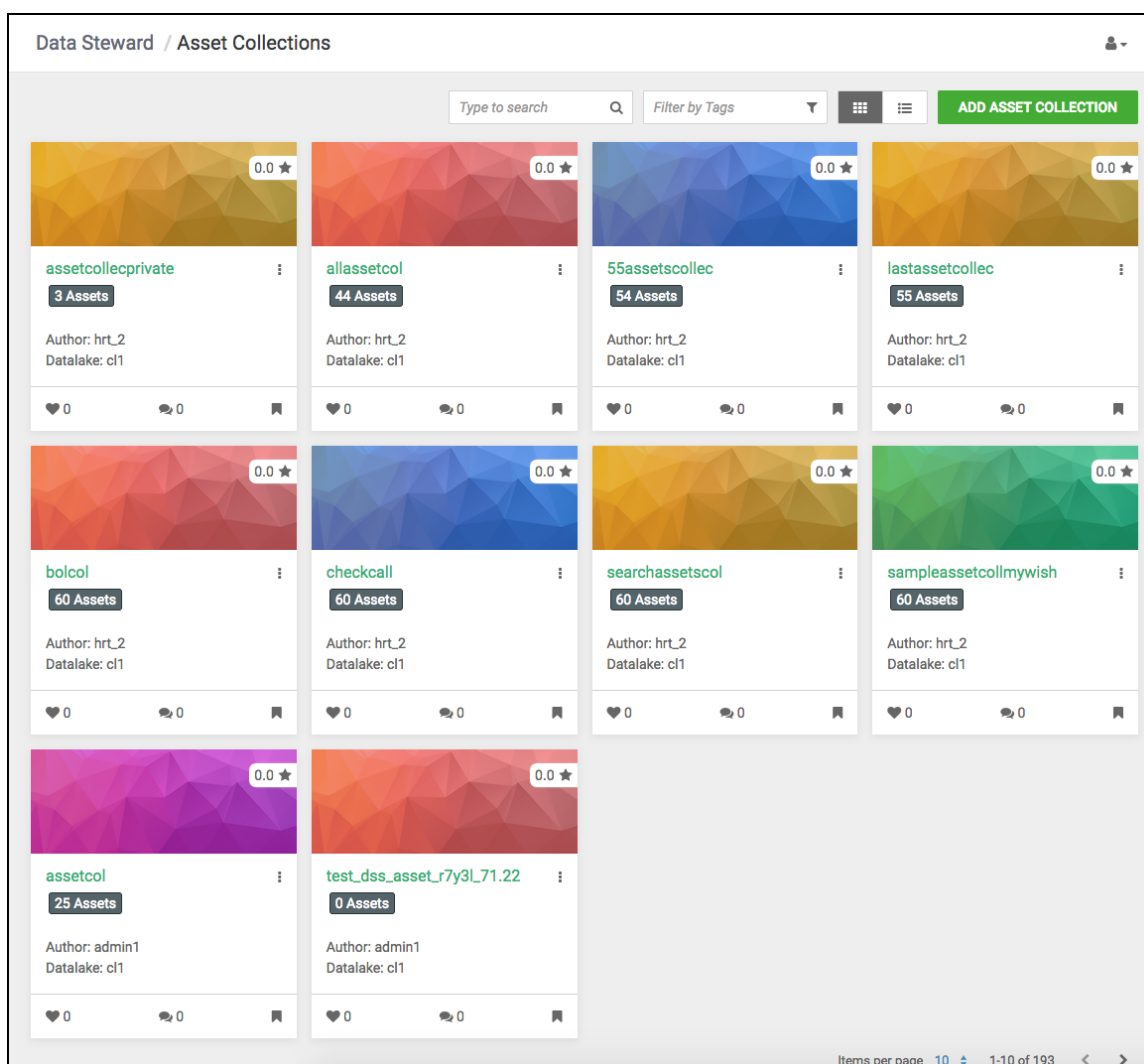 Data Steward / Asset Collections
Type to search
Filter by Tags
ADD ASSET COLLECTION
0.0
0.0
0.0
0.0
assetcollecprivate
3 Assets
Author: hrt_2
Datalake: cl1
0
0
allassetcol
44 Assets
Author: hrt_2
Datalake: cl1
0
0
55assetscollec
54 Assets
Author: hrt_2
Datalake: cl1
0
0
lastassetcollec
55 Assets
Author: hrt_2
Datalake: cl1
0
0
0.0
0.0
0.0
0.0
bolcol
60 Assets
Author: hrt_2
Datalake: cl1
0
0
checkcall
60 Assets
Author: hrt_2
Datalake: cl1
0
0
searchassetscol
60 Assets
Author: hrt_2
Datalake: cl1
0
0
sampleassetcollmywish
60 Assets
Author: hrt_2
Datalake: cl1
0
0
0.0
0.0
assetcol
25 Assets
Author: admin1
Datalake: cl1
0
0
test_dss_asset_r7y3l_71.22
0 Assets
Author: admin1
Datalake: cl1
0
0
Items per page 10 1-10 of 193